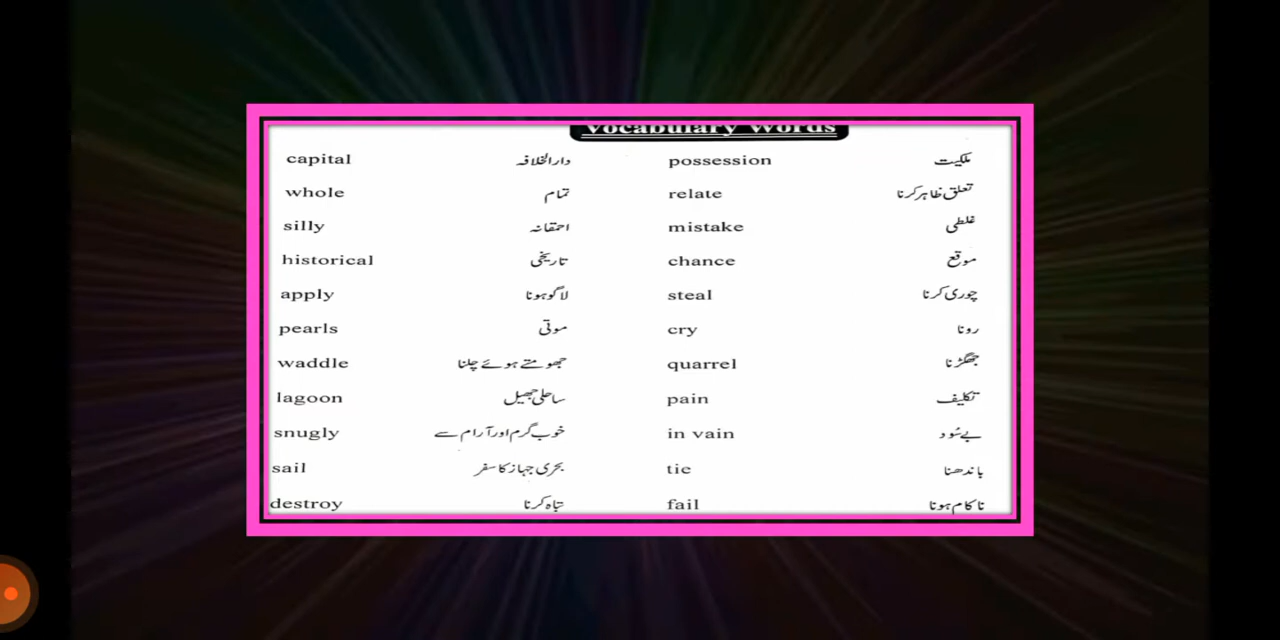 Vocabulary Words
capital دارالخلافہ possession ملکیت
whole تمام relate تعلق ظاہر کرنا
silly احمقانہ mistake غلطی
historical تاریخی chance موقع
apply لاگو ہونا steal چوری کرنا
pearls موتی cry رونا
waddle جھومتے ہوئے چلنا quarrel جھگڑنا
lagoon ساحلی جھیل pain تکلیف
snugly خوب گرم اور آرام سے in vain بے سُود
sail بحری جہاز کا سفر tie باندھنا
destroy تباہ کرنا fail ناکام ہونا